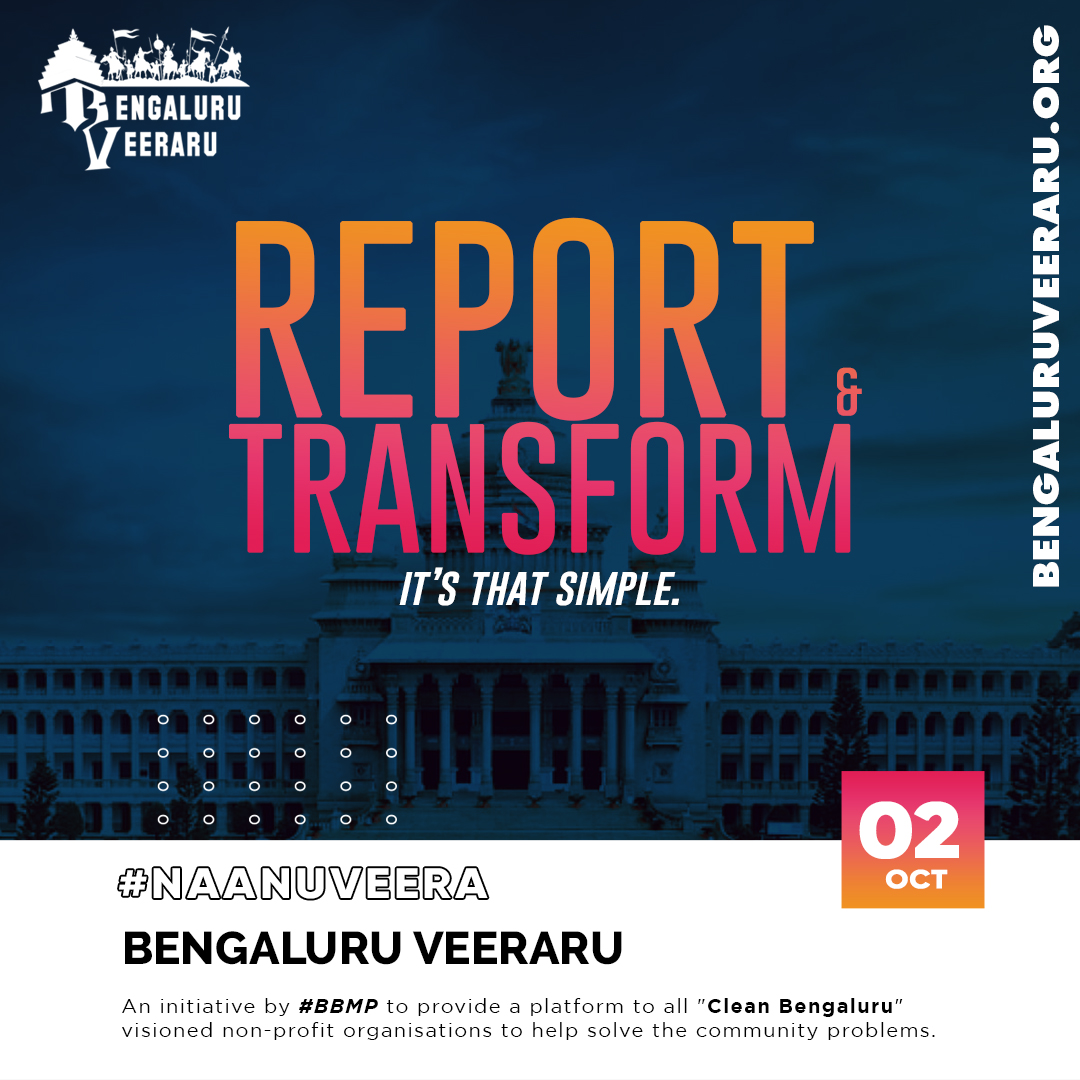 BENGALURU
VEERARU
BENGALURUVEERARU.ORG
REPORT &
TRANSFORM
IT'S THAT SIMPLE.
02
OCT
#NAANUVEERA
BENGALURU VEERARU
An initiative by #BBMP to provide a platform to all "Clean Bengaluru"
visioned non-profit organisations to help solve the community problems.